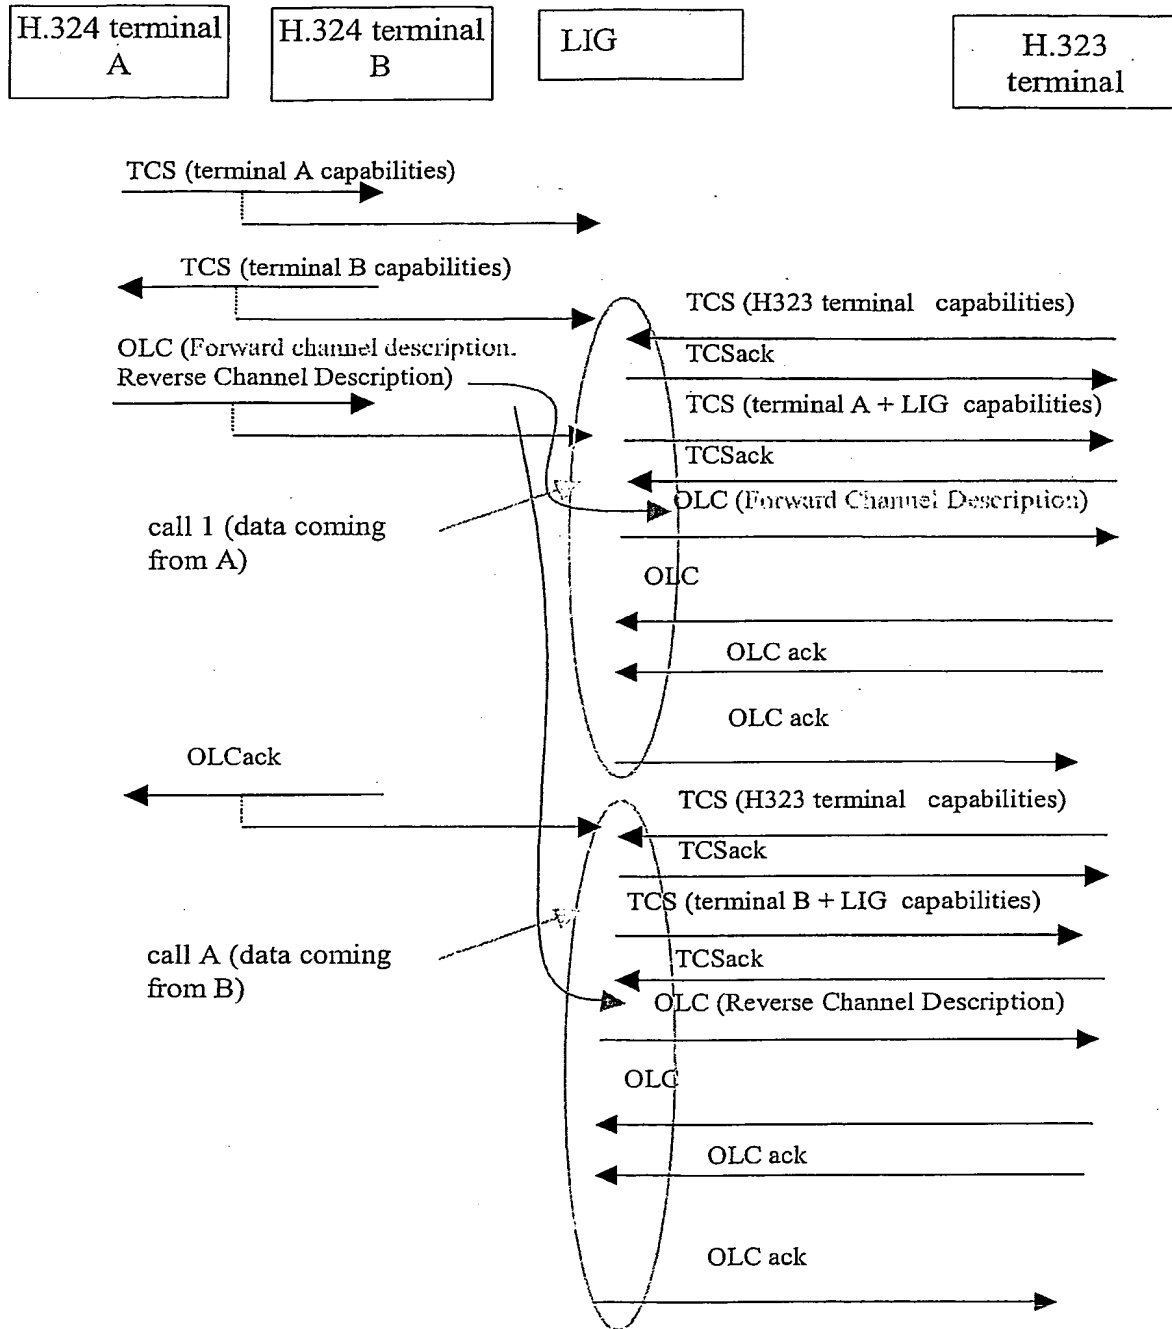 H.324 terminal
A
H.324 terminal
B
LIG
H.323
terminal
TCS (terminal A capabilities)
TCS (terminal B capabilities)
TCS (H323 terminal capabilities)
OLC (Forward channel description.
Reverse Channel Description)
TCSack
TCS (terminal A + LIG capabilities)
TCSack
OLC (Forward Channel Description)
call 1 (data coming
from A)
OLC
OLC ack
OLC ack
OLCack
TCS (H323 terminal capabilities)
TCSack
TCS (terminal B + LIG capabilities)
call A (data coming
from B)
TCSack
OLC (Reverse Channel Description)
OLC
OLC ack
OLC ack